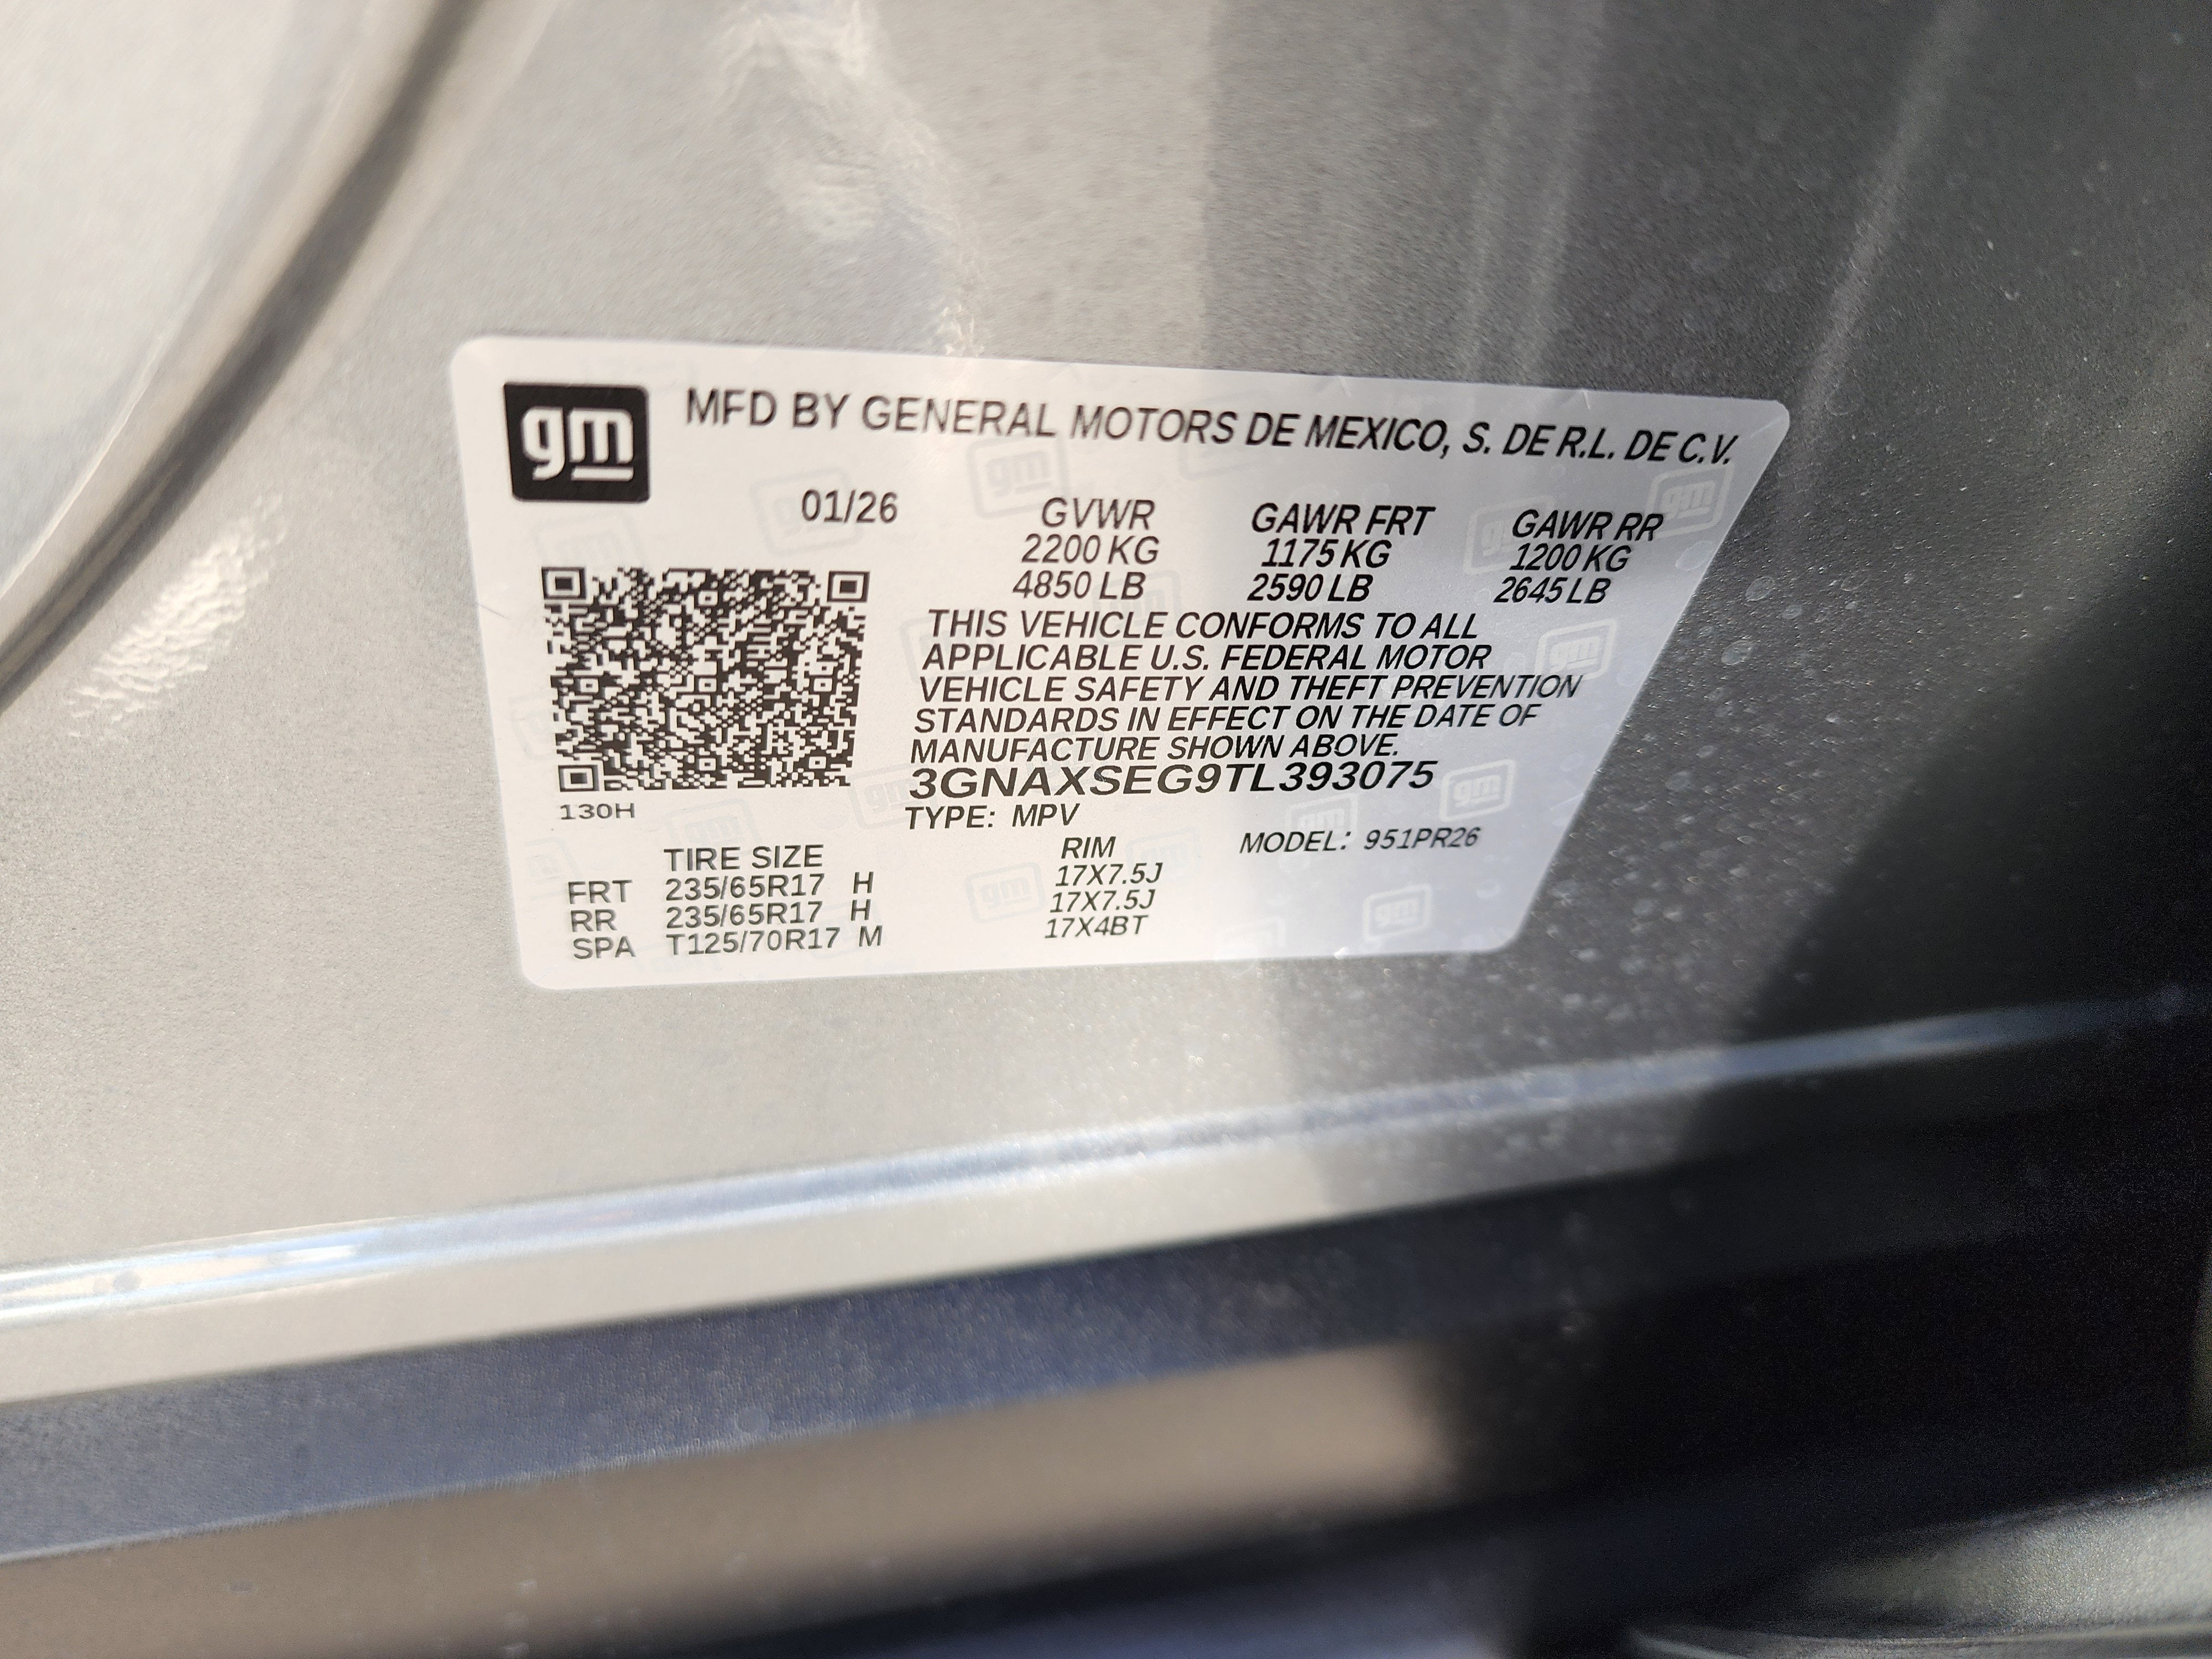 gm MFD BY GENERAL MOTORS DE MEXICO, S. DE R.L. DE C.V.
01/26 GVWR GAWR FRT GAWR RR
2200 KG 1175 KG 1200 KG
4850 LB 2590 LB 2645 LB
THIS VEHICLE CONFORMS TO ALL
APPLICABLE U.S. FEDERAL MOTOR
VEHICLE SAFETY AND THEFT PREVENTION
STANDARDS IN EFFECT ON THE DATE OF
MANUFACTURE SHOWN ABOVE.
3GNAXSEG9TL393075
130H
TYPE: MPV
MODEL: 951PR26
TIRE SIZE RIM
FRT 235/65R17 H 17X7.5J
RR 235/65R17 H 17X7.5J
SPA T125/70R17 M 17X4BT